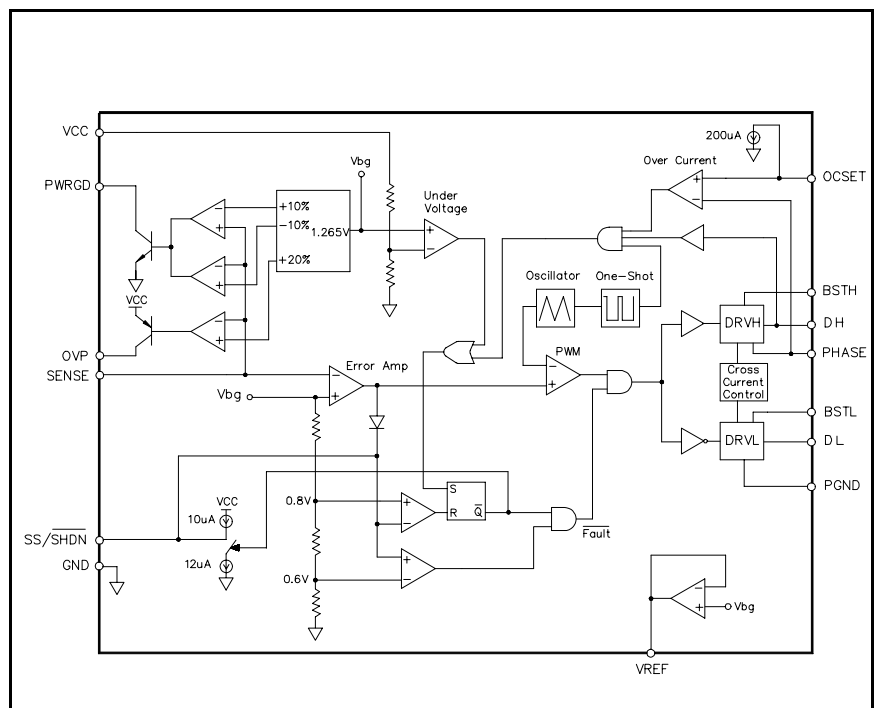 VCC
200uA
Vbg
Over Current
OCSET
PWRGD
Under
Voltage
+10%
-10%
1.265V
+20%
-
+
-
+
-
+
+
-
+
-
VCC
Oscillator
One-Shot
BSTH
DRVH
DH
OVP
PWM
PHASE
SENSE
Error Amp
-
+
-
+
Cross
Current
Control
Vbg
BSTL
DRVL
DL
PGND
S
R
Q̅
0.8V
+
-
VCC
10uA
SS/S̅H̅D̅N̅
F̅a̅u̅l̅t̅
GND
12uA
0.6V
+
-
-
+
Vbg
VREF